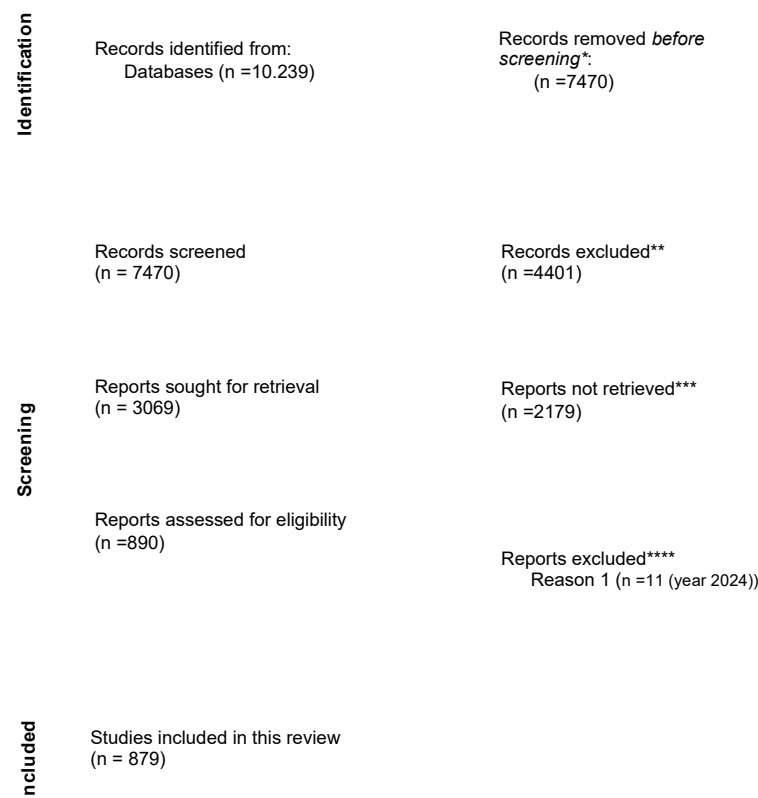 Identification
Records identified from:
Databases (n =10.239)
Records removed before
screening*:
(n =7470)
Screening
Records screened
(n = 7470)
Records excluded**
(n =4401)
Reports sought for retrieval
(n = 3069)
Reports not retrieved***
(n =2179)
Reports assessed for eligibility
(n =890)
Reports excluded****
Reason 1 (n =11 (year 2024))
ncluded
Studies included in this review
(n = 879)